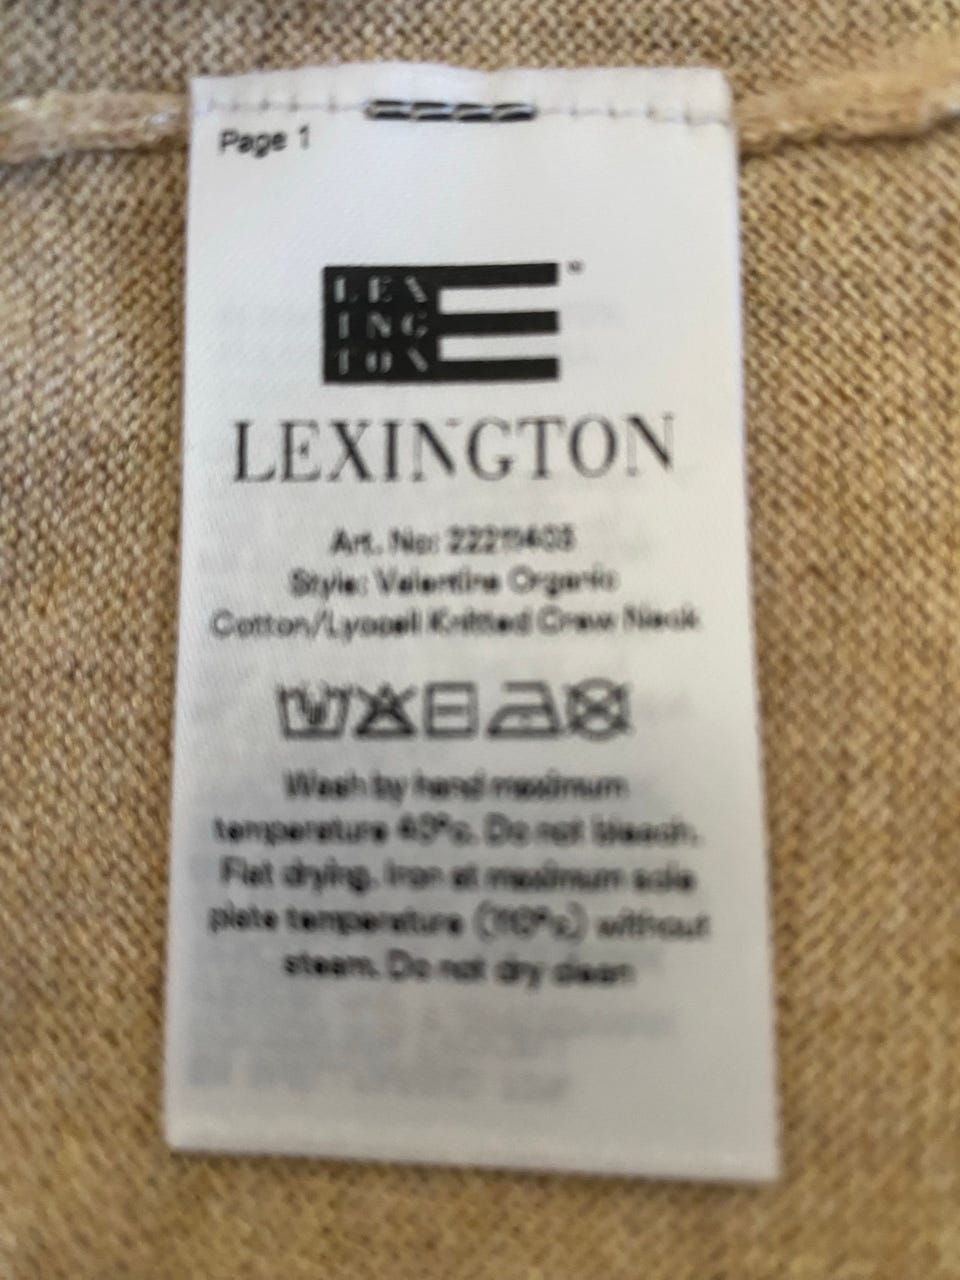 Page 1
LEX
ING
TON
LEXINGTON
Art. No: 22211403
Style: Valentine Organic
Cotton/Lyocell Knitted Crew Neck
Wash by hand maximum
temperature 40°c. Do not bleach.
Flat drying. Iron at maximum sole
plate temperature (110°c) without
steam. Do not dry clean